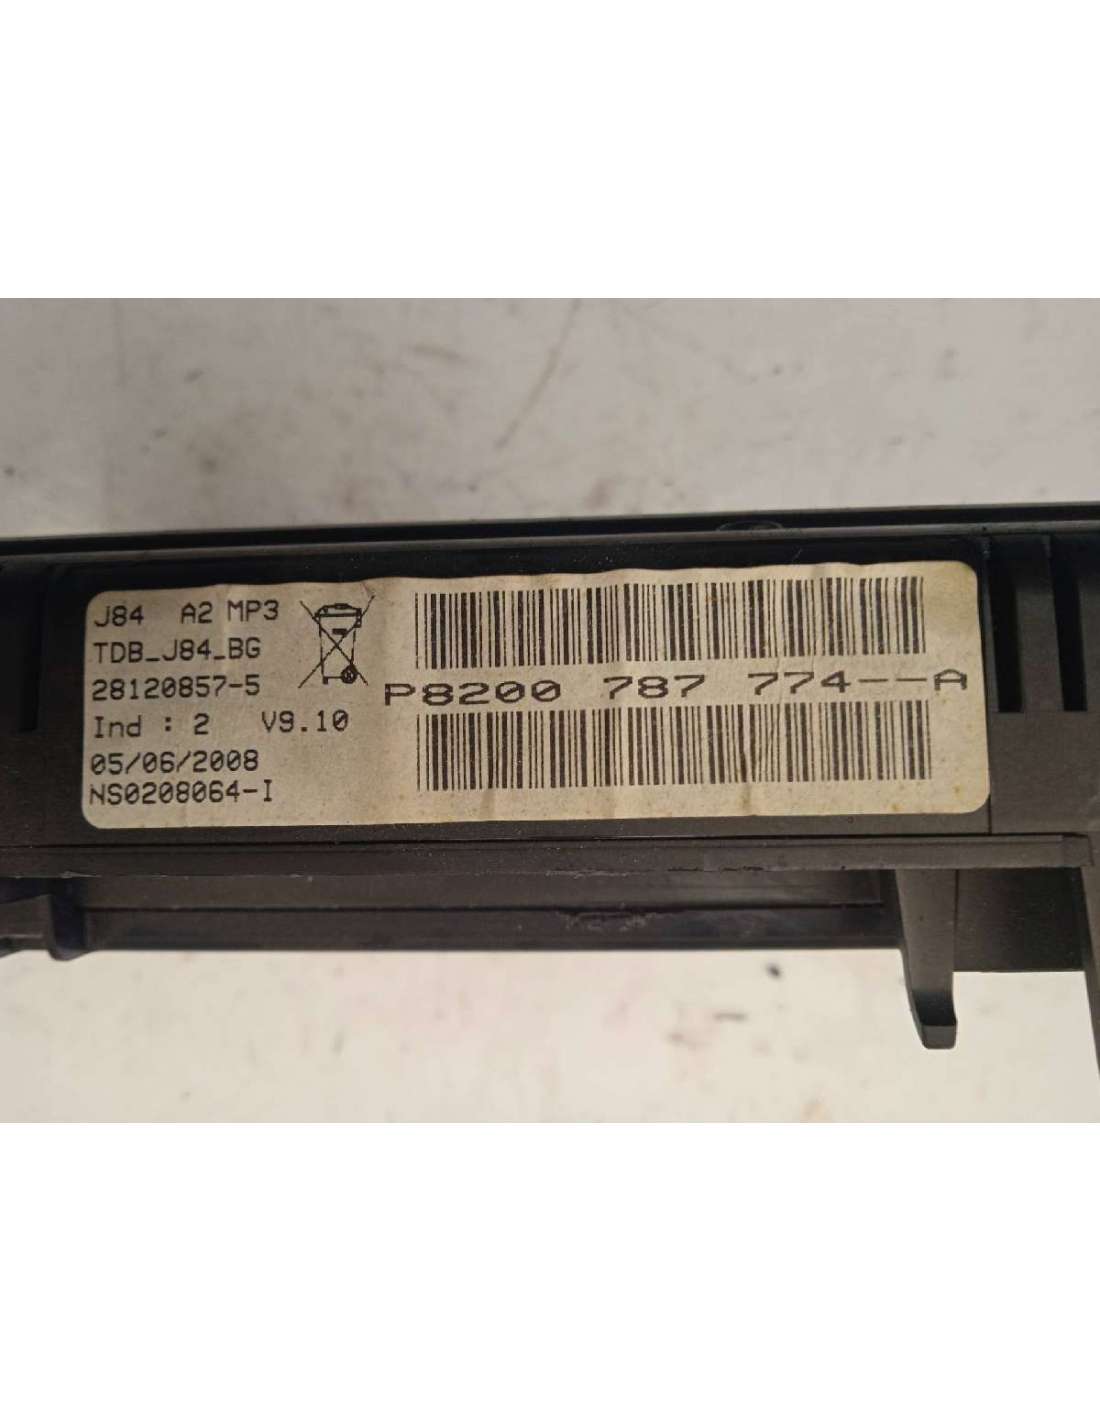 J84 A2 MP3
TDB_J84_BG
28120857-5
Ind : 2 V9.10
05/06/2008
NS0208064-I
P8200 787 774--A